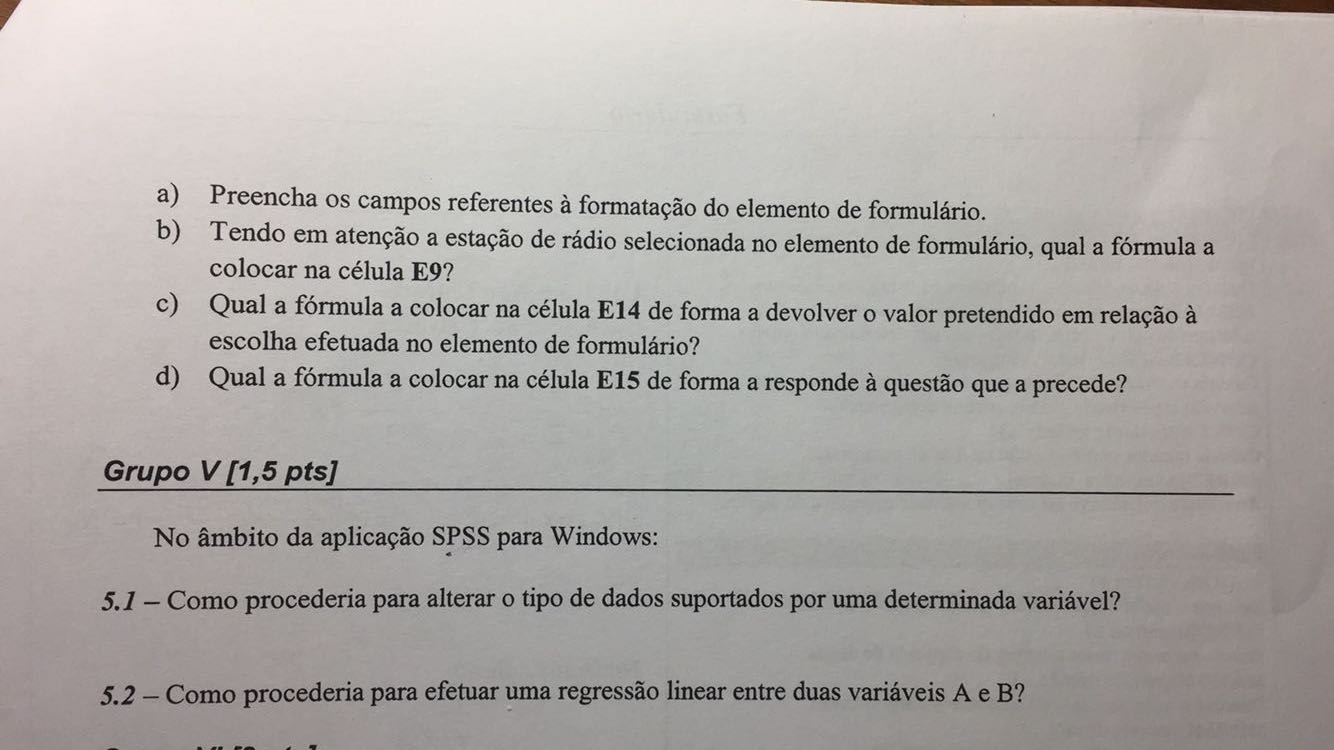 a) Preencha os campos referentes à formatação do elemento de formulário.
b) Tendo em atenção a estação de rádio selecionada no elemento de formulário, qual a fórmula a
colocar na célula E9?
c) Qual a fórmula a colocar na célula E14 de forma a devolver o valor pretendido em relação à
escolha efetuada no elemento de formulário?
d) Qual a fórmula a colocar na célula E15 de forma a responde à questão que a precede?
Grupo V [1,5 pts]
No âmbito da aplicação SPSS para Windows:
5.1 – Como procederia para alterar o tipo de dados suportados por uma determinada variável?
5.2 – Como procederia para efetuar uma regressão linear entre duas variáveis A e B?